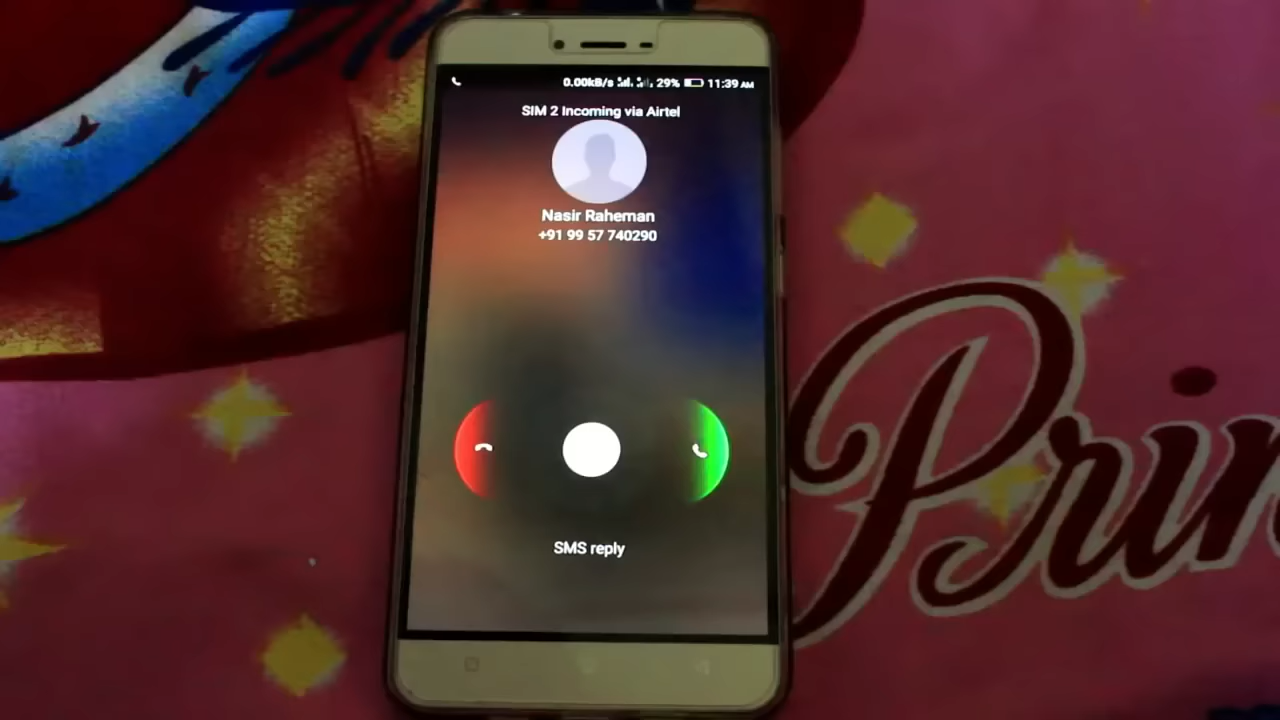 0.00kB/s 29% 11:39 AM
SIM 2 Incoming via Airtel
Nasir Raheman
+91 99 57 740290
SMS reply
Prin